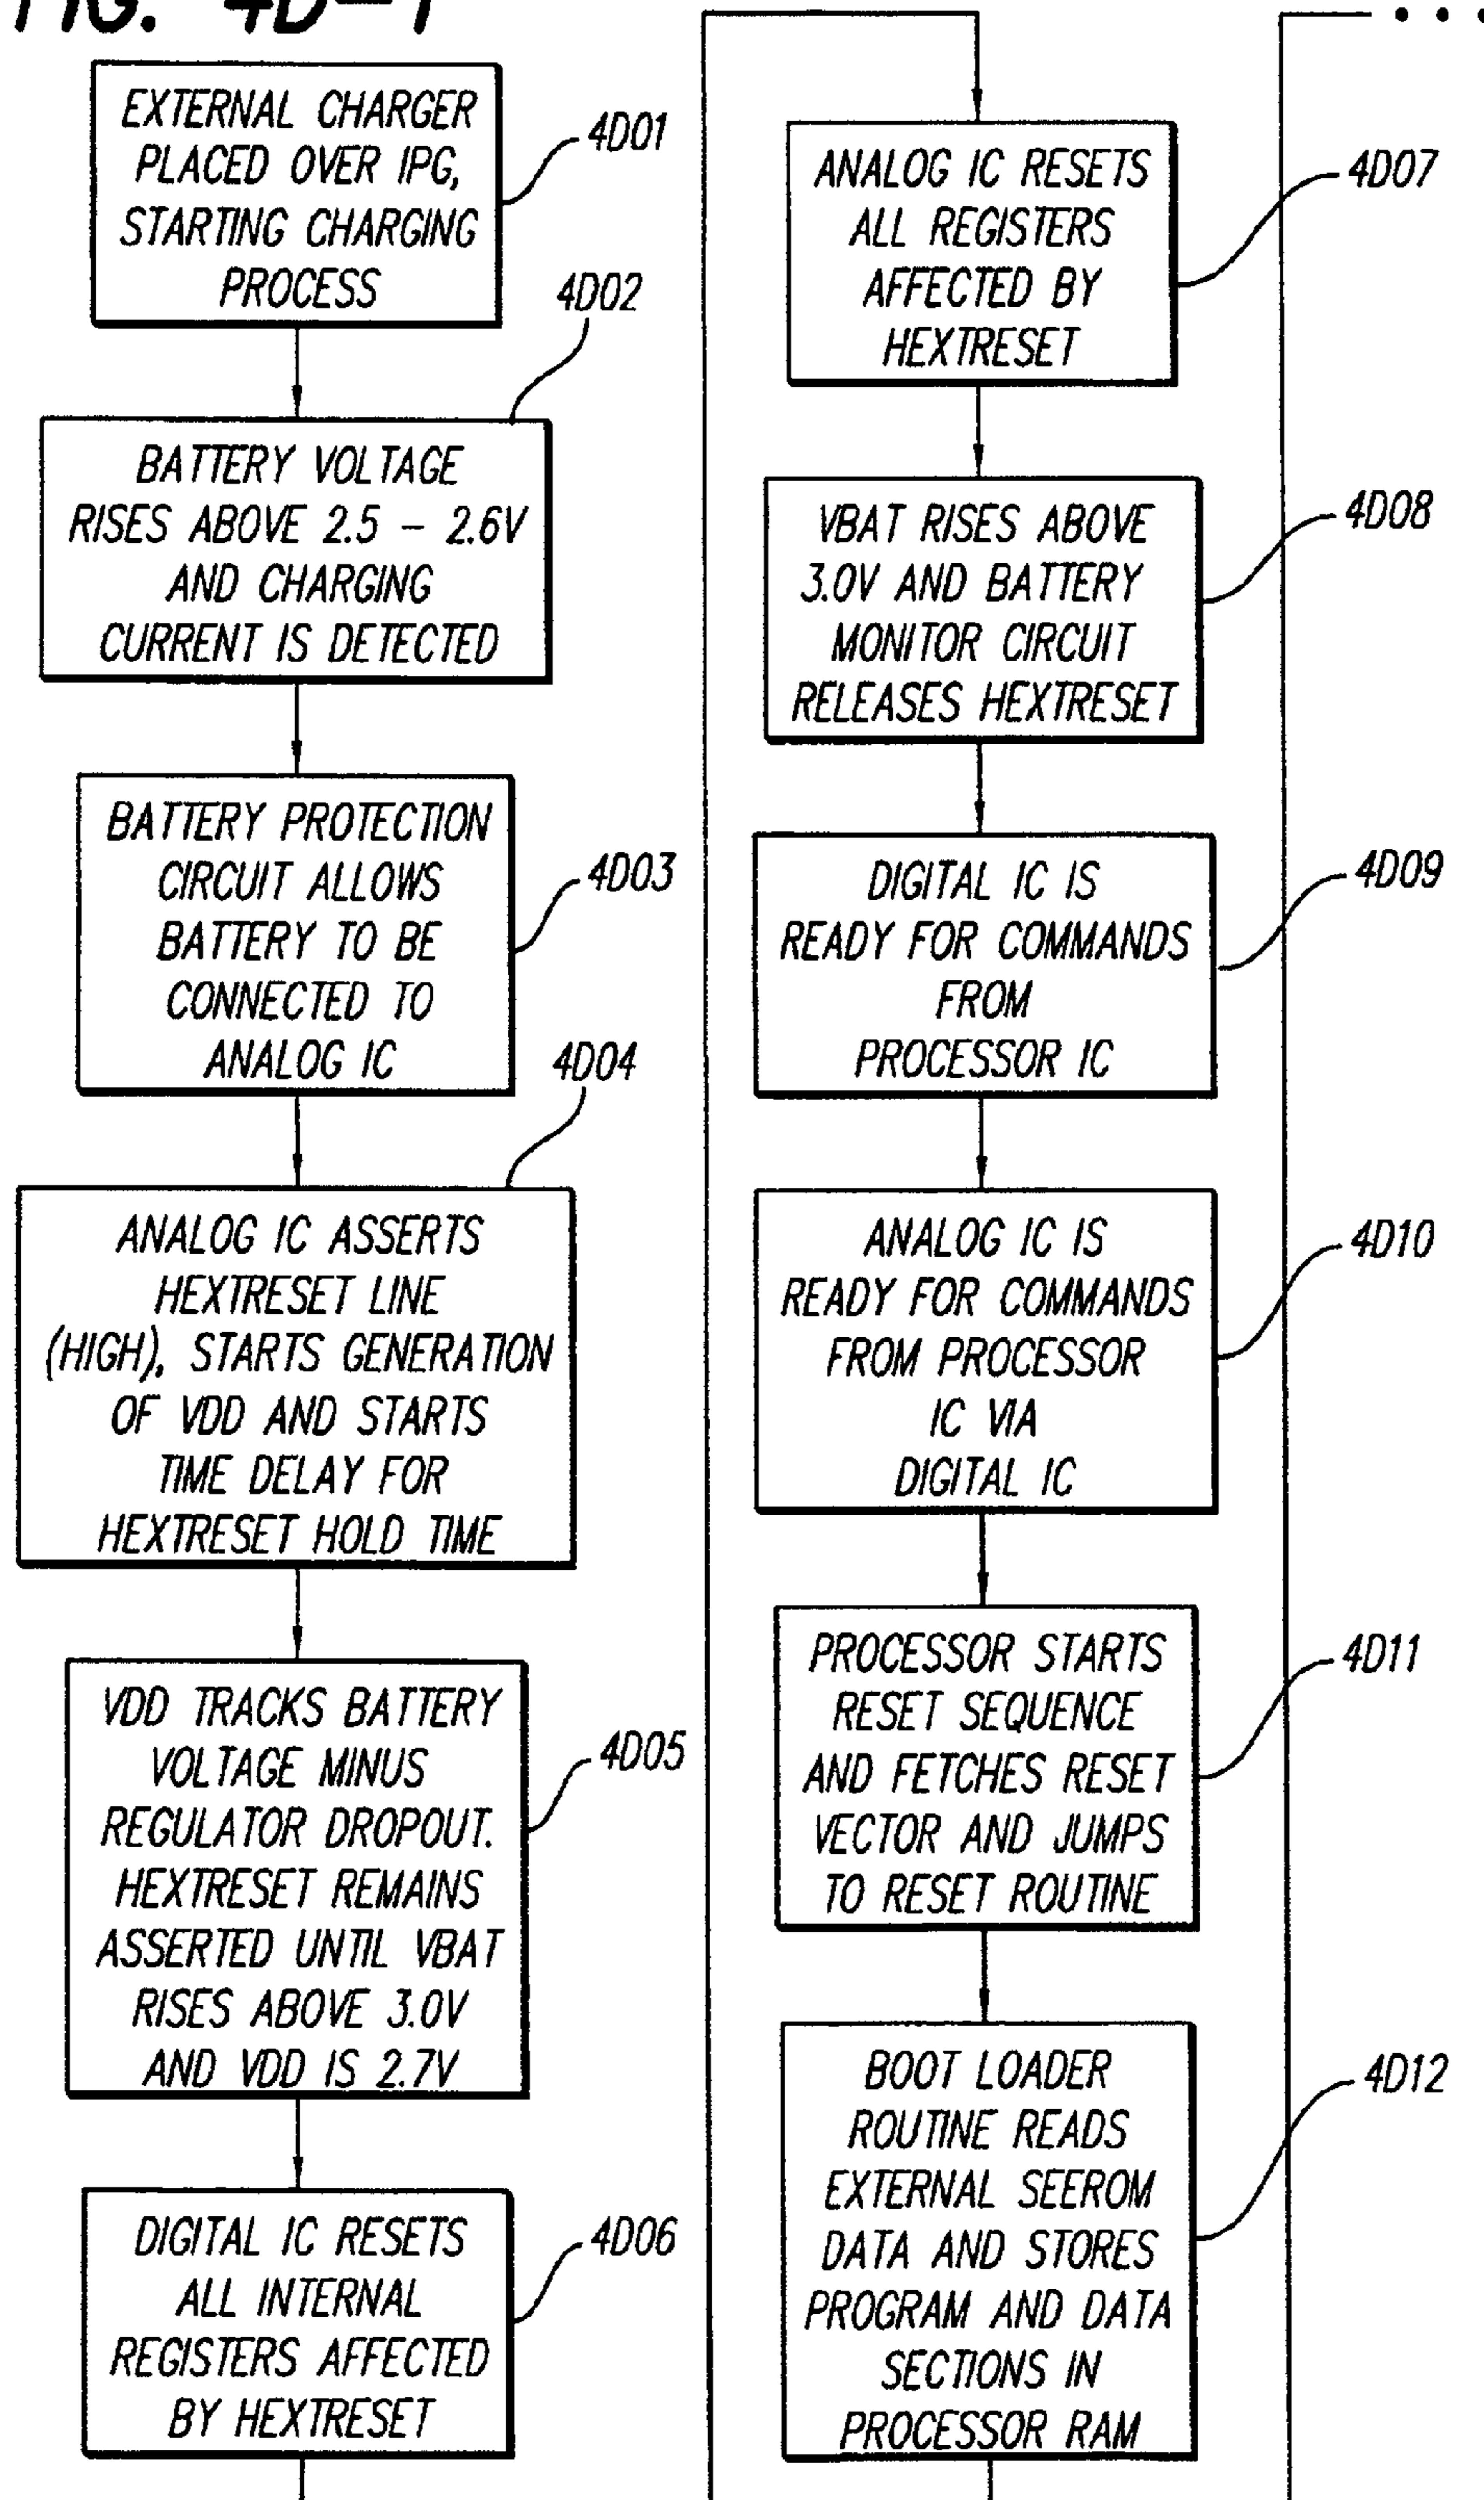 FIG. 4D-1
EXTERNAL CHARGER
PLACED OVER IPG,
STARTING CHARGING
PROCESS
4D01
4D02
BATTERY VOLTAGE
RISES ABOVE 2.5 - 2.6V
AND CHARGING
CURRENT IS DETECTED
BATTERY PROTECTION
CIRCUIT ALLOWS
BATTERY TO BE
CONNECTED TO
ANALOG IC
4D03
4D04
ANALOG IC ASSERTS
HEXTRESET LINE
(HIGH), STARTS GENERATION
OF VDD AND STARTS
TIME DELAY FOR
HEXTRESET HOLD TIME
VDD TRACKS BATTERY
VOLTAGE MINUS
REGULATOR DROPOUT.
HEXTRESET REMAINS
ASSERTED UNTIL VBAT
RISES ABOVE 3.0V
AND VDD IS 2.7V
4D05
DIGITAL IC RESETS
ALL INTERNAL
REGISTERS AFFECTED
BY HEXTRESET
4D06
ANALOG IC RESETS
ALL REGISTERS
AFFECTED BY
HEXTRESET
4D07
VBAT RISES ABOVE
3.0V AND BATTERY
MONITOR CIRCUIT
RELEASES HEXTRESET
4D08
DIGITAL IC IS
READY FOR COMMANDS
FROM
PROCESSOR IC
4D09
ANALOG IC IS
READY FOR COMMANDS
FROM PROCESSOR
IC VIA
DIGITAL IC
4D10
PROCESSOR STARTS
RESET SEQUENCE
AND FETCHES RESET
VECTOR AND JUMPS
TO RESET ROUTINE
4D11
BOOT LOADER
ROUTINE READS
EXTERNAL SEEROM
DATA AND STORES
PROGRAM AND DATA
SECTIONS IN
PROCESSOR RAM
4D12